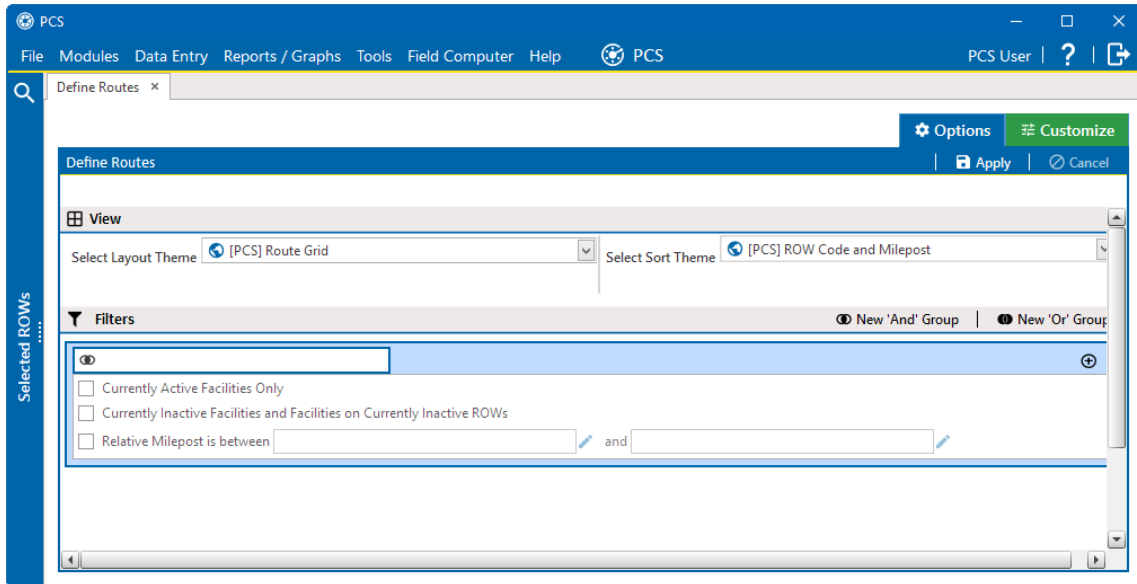 PCS
File Modules Data Entry Reports / Graphs Tools Field Computer Help PCS PCS User | ? |
Define Routes ×
Options Customize
Define Routes | Apply | Cancel
View
Select Layout Theme [PCS] Route Grid Select Sort Theme [PCS] ROW Code and Milepost
Filters New 'And' Group | New 'Or' Group
Currently Active Facilities Only
Currently Inactive Facilities and Facilities on Currently Inactive ROWs
Relative Milepost is between and
Selected ROWs